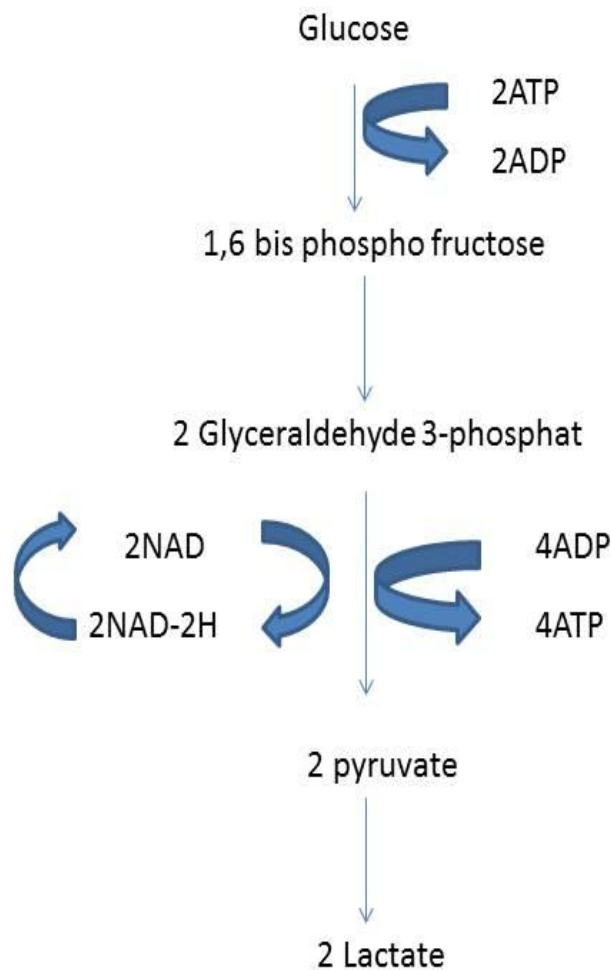 Glucose
2ATP
2ADP
1,6 bis phospho fructose
2 Glyceraldehyde 3-phosphat
2NAD
4ADP
2NAD-2H
4ATP
2 pyruvate
2 Lactate